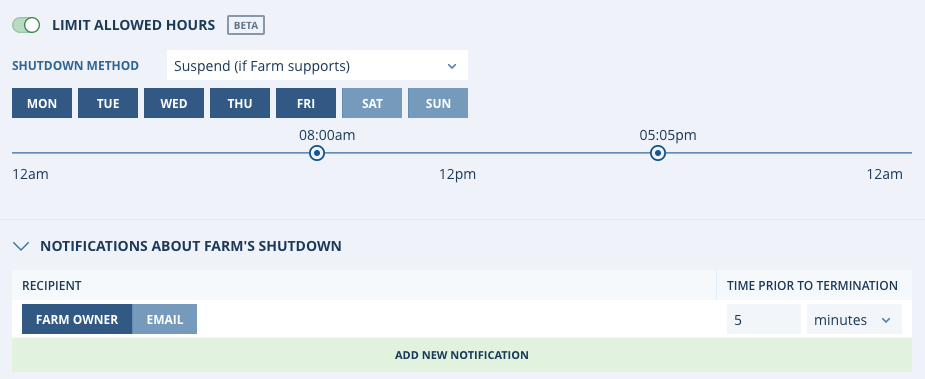 LIMIT ALLOWED HOURS BETA
SHUTDOWN METHOD Suspend (if Farm supports)
MON TUE WED THU FRI SAT SUN
08:00am 05:05pm
12am 12pm 12am
NOTIFICATIONS ABOUT FARM'S SHUTDOWN
RECIPIENT TIME PRIOR TO TERMINATION
FARM OWNER EMAIL 5 minutes
ADD NEW NOTIFICATION